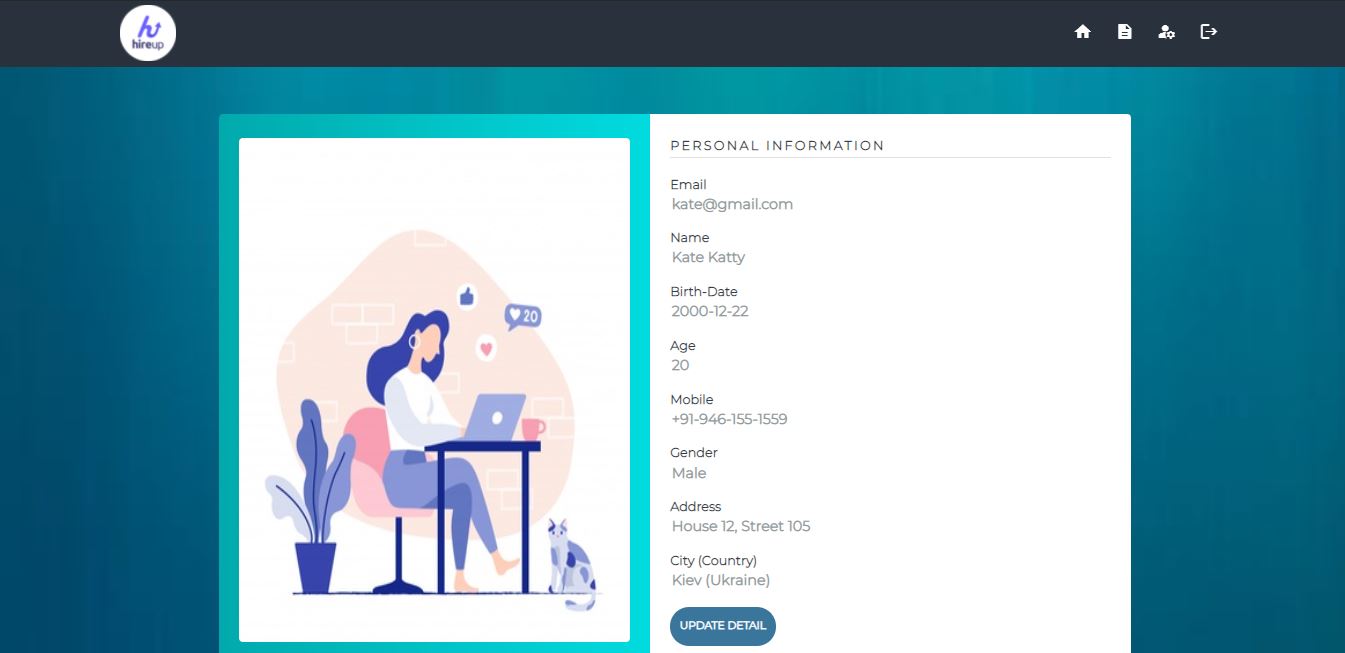 hireup
PERSONAL INFORMATION
Email
kate@gmail.com
Name
Kate Katty
Birth-Date
2000-12-22
Age
20
Mobile
+91-946-155-1559
Gender
Male
Address
House 12, Street 105
City (Country)
Kiev (Ukraine)
UPDATE DETAIL
20